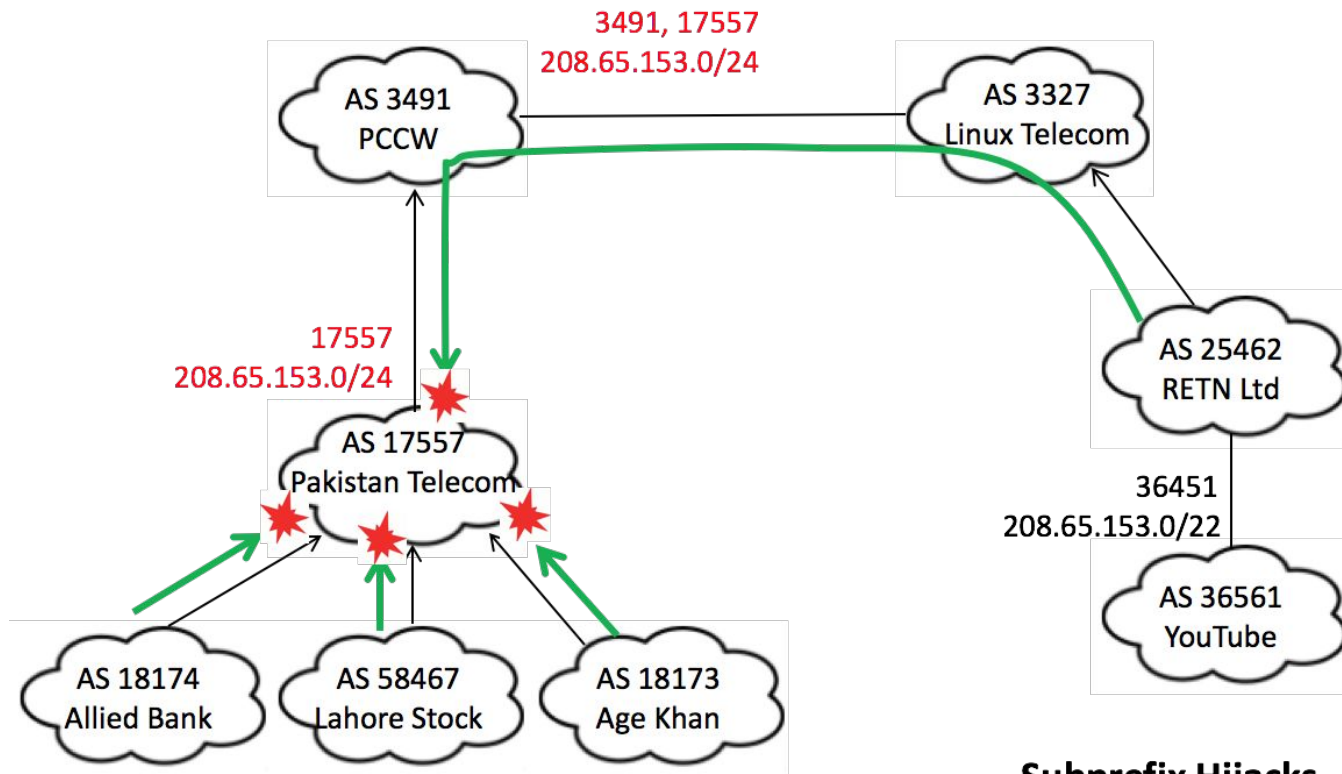 3491, 17557
208.65.153.0/24
AS 3491
PCCW
AS 3327
Linux Telecom
17557
208.65.153.0/24
AS 25462
RETN Ltd
AS 17557
Pakistan Telecom
36451
208.65.153.0/22
AS 36561
YouTube
AS 18174
Allied Bank
AS 58467
Lahore Stock
AS 18173
Age Khan
Subprefix Hijacks